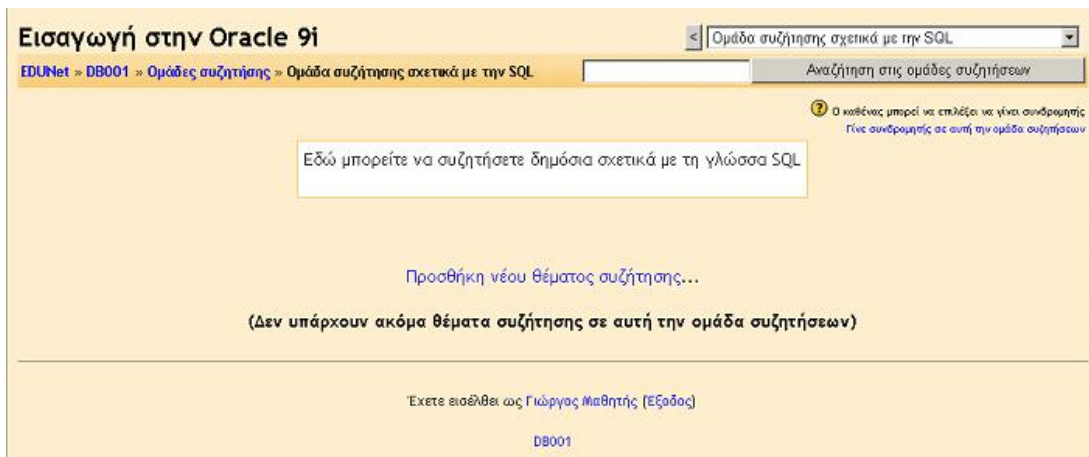 Εισαγωγή στην Oracle 9i
< Ομάδα συζήτησης σχετικά με την SQL
EDUNet » DB001 » Ομάδες συζητήσης » Ομάδα συζήτησης σχετικά με την SQL
Αναζήτηση στις ομάδες συζητήσεων
? Ο καθένας μπορεί να επιλέξει να γίνει συνδρομητής
Γίνε συνδρομητής σε αυτή την ομάδα συζητήσεων
Εδώ μπορείτε να συζητήσετε δημόσια σχετικά με τη γλώσσα SQL
Προσθήκη νέου θέματος συζήτησης...
(Δεν υπάρχουν ακόμα θέματα συζήτησης σε αυτή την ομάδα συζητήσεων)
Έχετε εισέλθει ως Γιώργος Μαθητής (Έξοδος)
DB001